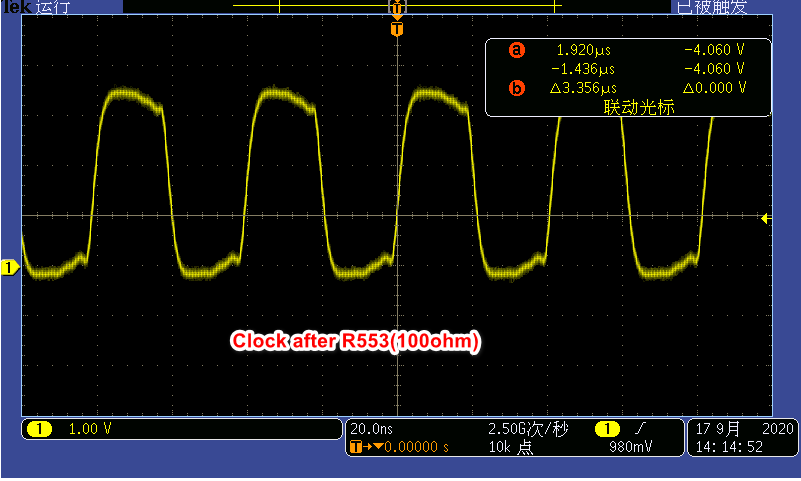 Tek 运行
已被触发
T
T
a 1.920µs -4.060 V
-1.436µs -4.060 V
b Δ3.356µs Δ0.000 V
联动光标
1
Clock after R553(100ohm)
1 1.00 V
20.0ns 2.50G次/秒 1
T→▼0.00000 s 10k 点 980mV
17 9月 2020
14:14:52